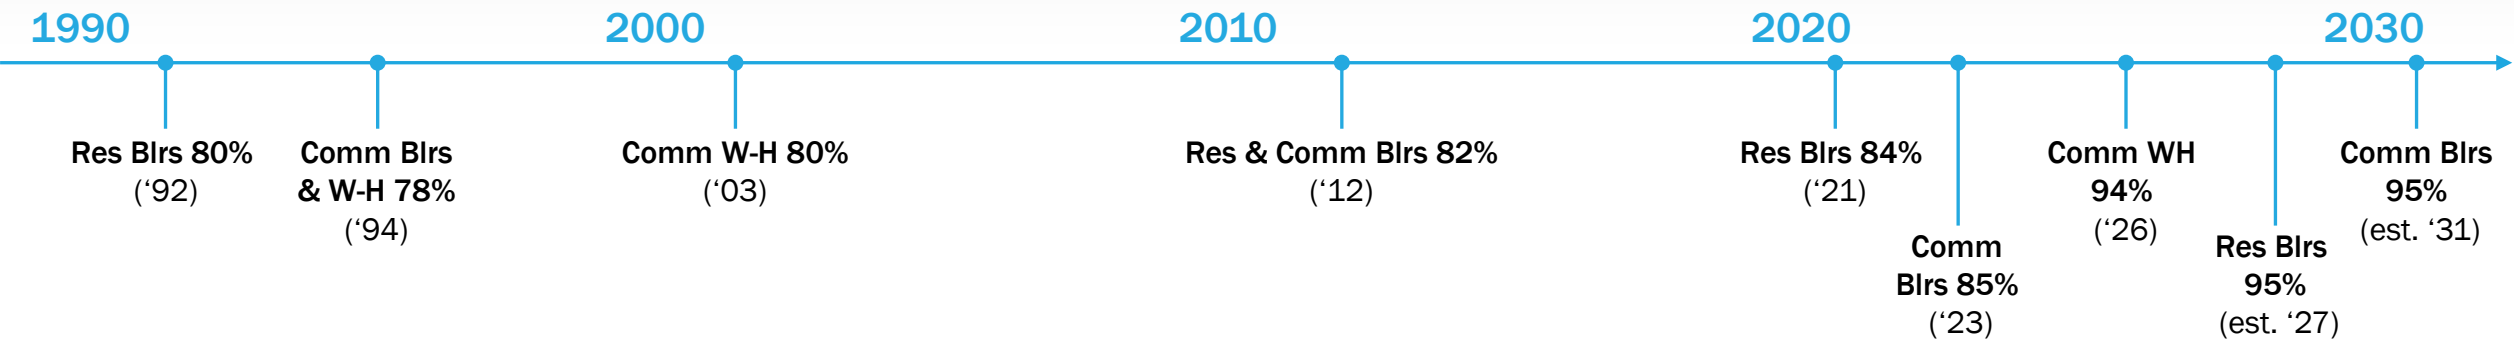 1990
2000
2010
2020
2030
Res Blrs 80%
(‘92)
Comm Blrs
& W-H 78%
(‘94)
Comm W-H 80%
(‘03)
Res & Comm Blrs 82%
(‘12)
Res Blrs 84%
(‘21)
Comm
Blrs 85%
(‘23)
Comm WH
94%
(‘26)
Res Blrs
95%
(est. ‘27)
Comm Blrs
95%
(est. ‘31)